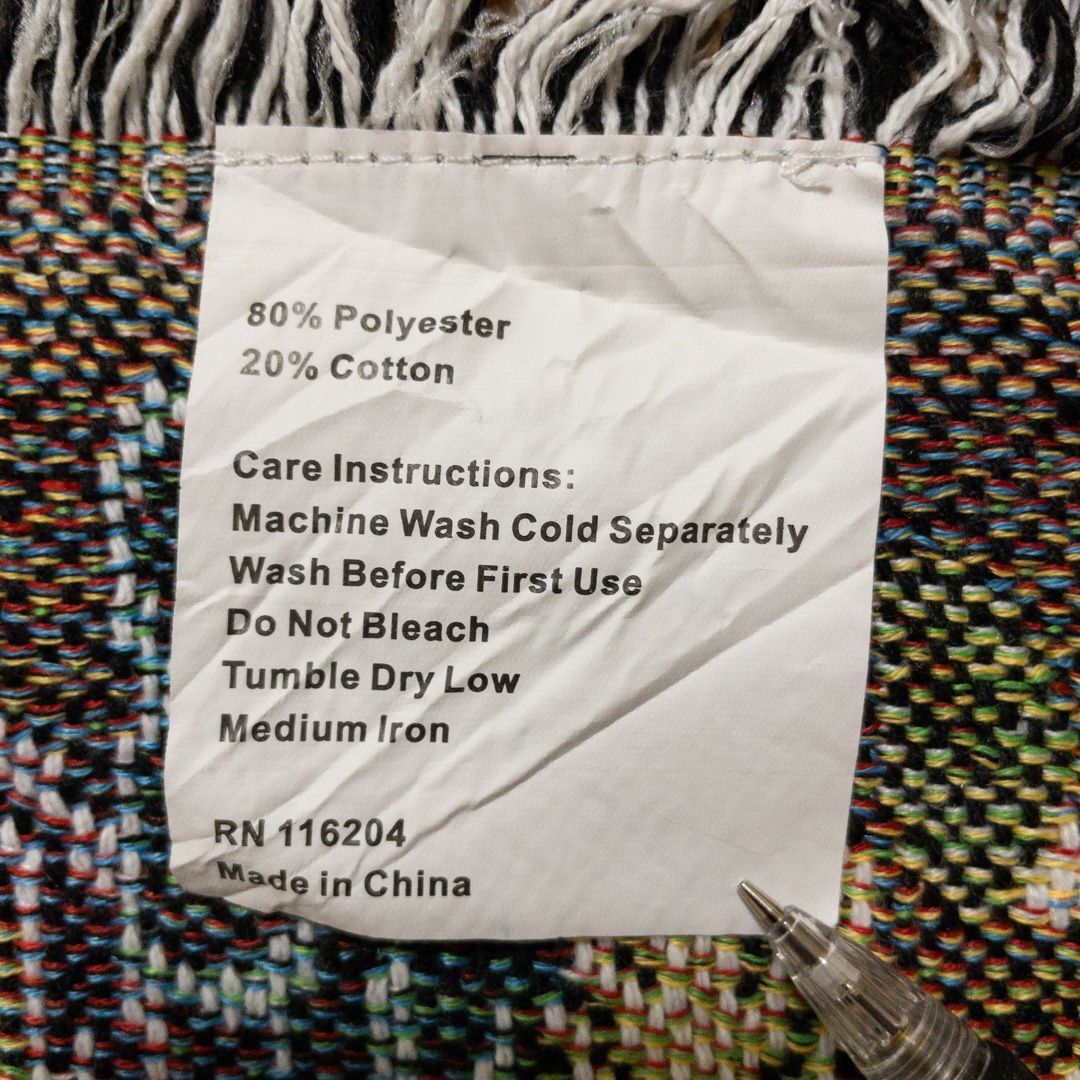 80% Polyester
20% Cotton
Care Instructions:
Machine Wash Cold Separately
Wash Before First Use
Do Not Bleach
Tumble Dry Low
Medium Iron
RN 116204
Made in China